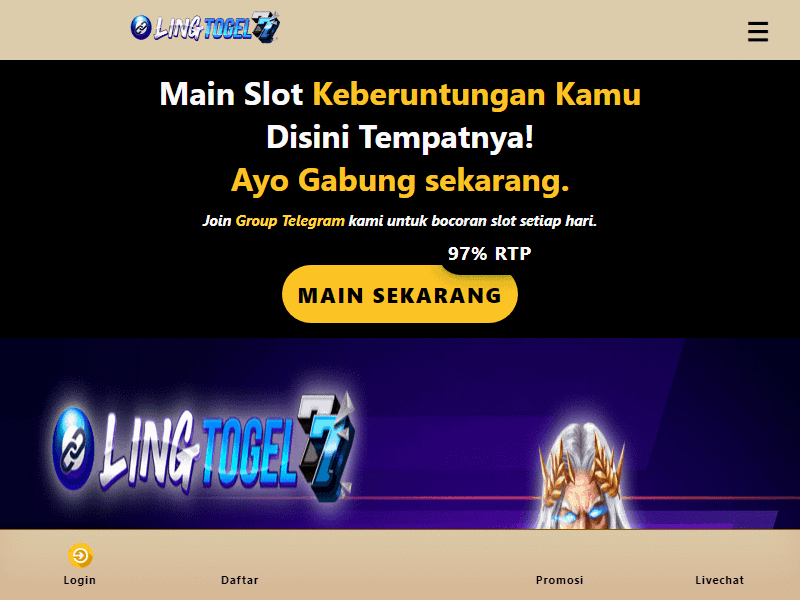 LINGTOGEL77
Main Slot Keberuntungan Kamu
Disini Tempatnya!
Ayo Gabung sekarang.
Join Group Telegram kami untuk bocoran slot setiap hari.
97% RTP
MAIN SEKARANG
LINGTOGEL77
Login
Daftar
Promosi
Livechat